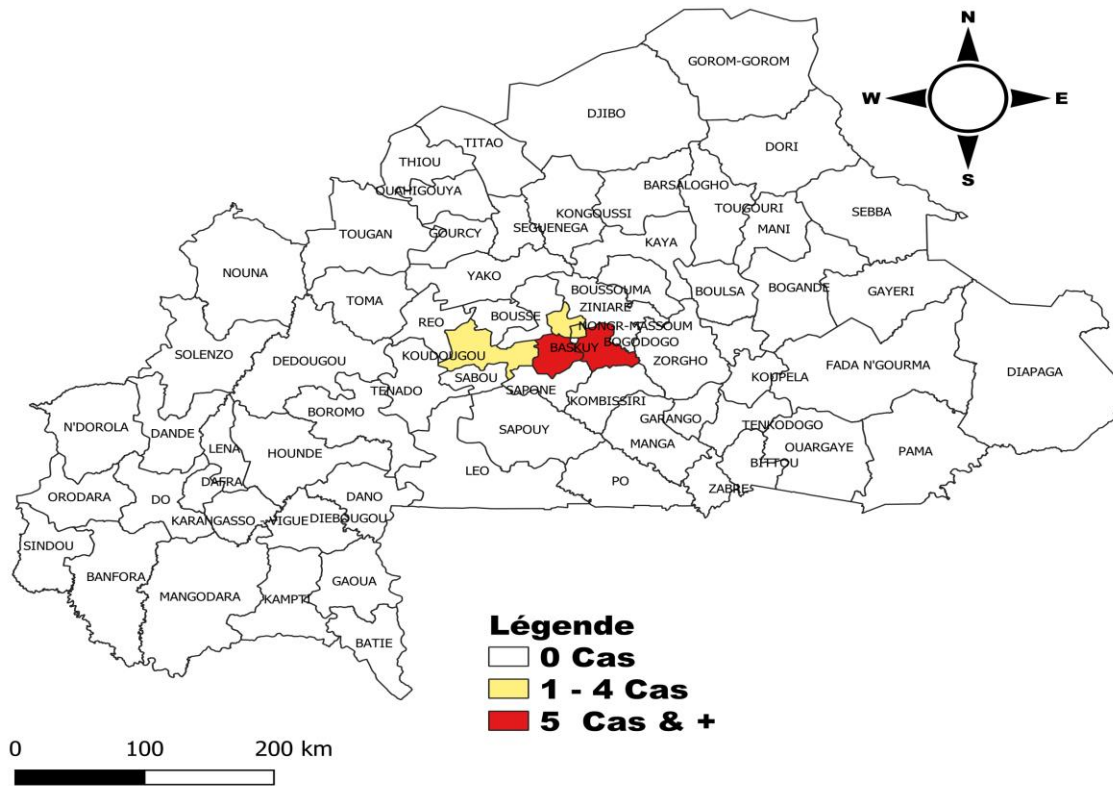 N
W
E
S
GOROM-GOROM
DJIBO
DORI
TITAO
THIOU
OUAHIGOUYA
BARSALOGHO
TOUGOURI
SEBBA
KONGOUSSI
SEGUENEGA
MANI
TOUGAN
GOURCY
KAYA
NOUNA
YAKO
BOUSSOUMA
BOULSA
BOGANDE
GAYERI
TOMA
ZINIARE
REO
BOUSSE
NONGR-MASSOUM
BOGODOGO
BASKUY
SOLENZO
DEDOUGOU
KOUDOUGOU
ZORGHO
FADA N'GOURMA
DIAPAGA
SABOU
KOUPELA
TENADO
SAPONE
KOMBISSIRI
BOROMO
GARANGO
N'DOROLA
DANDE
SAPOUY
TENKODOGO
MANGA
OUARGAYE
LENA
HOUNDE
PAMA
BITTOU
LEO
PO
ZABRE
DAFRA
ORODARA
DO
DANO
KARANGASSO - VIGUE
DIEBOUGOU
SINDOU
BANFORA
GAOUA
MANGODARA
KAMPTI
BATIE
Légende
0 Cas
1 - 4 Cas
5 Cas & +
0 100 200 km